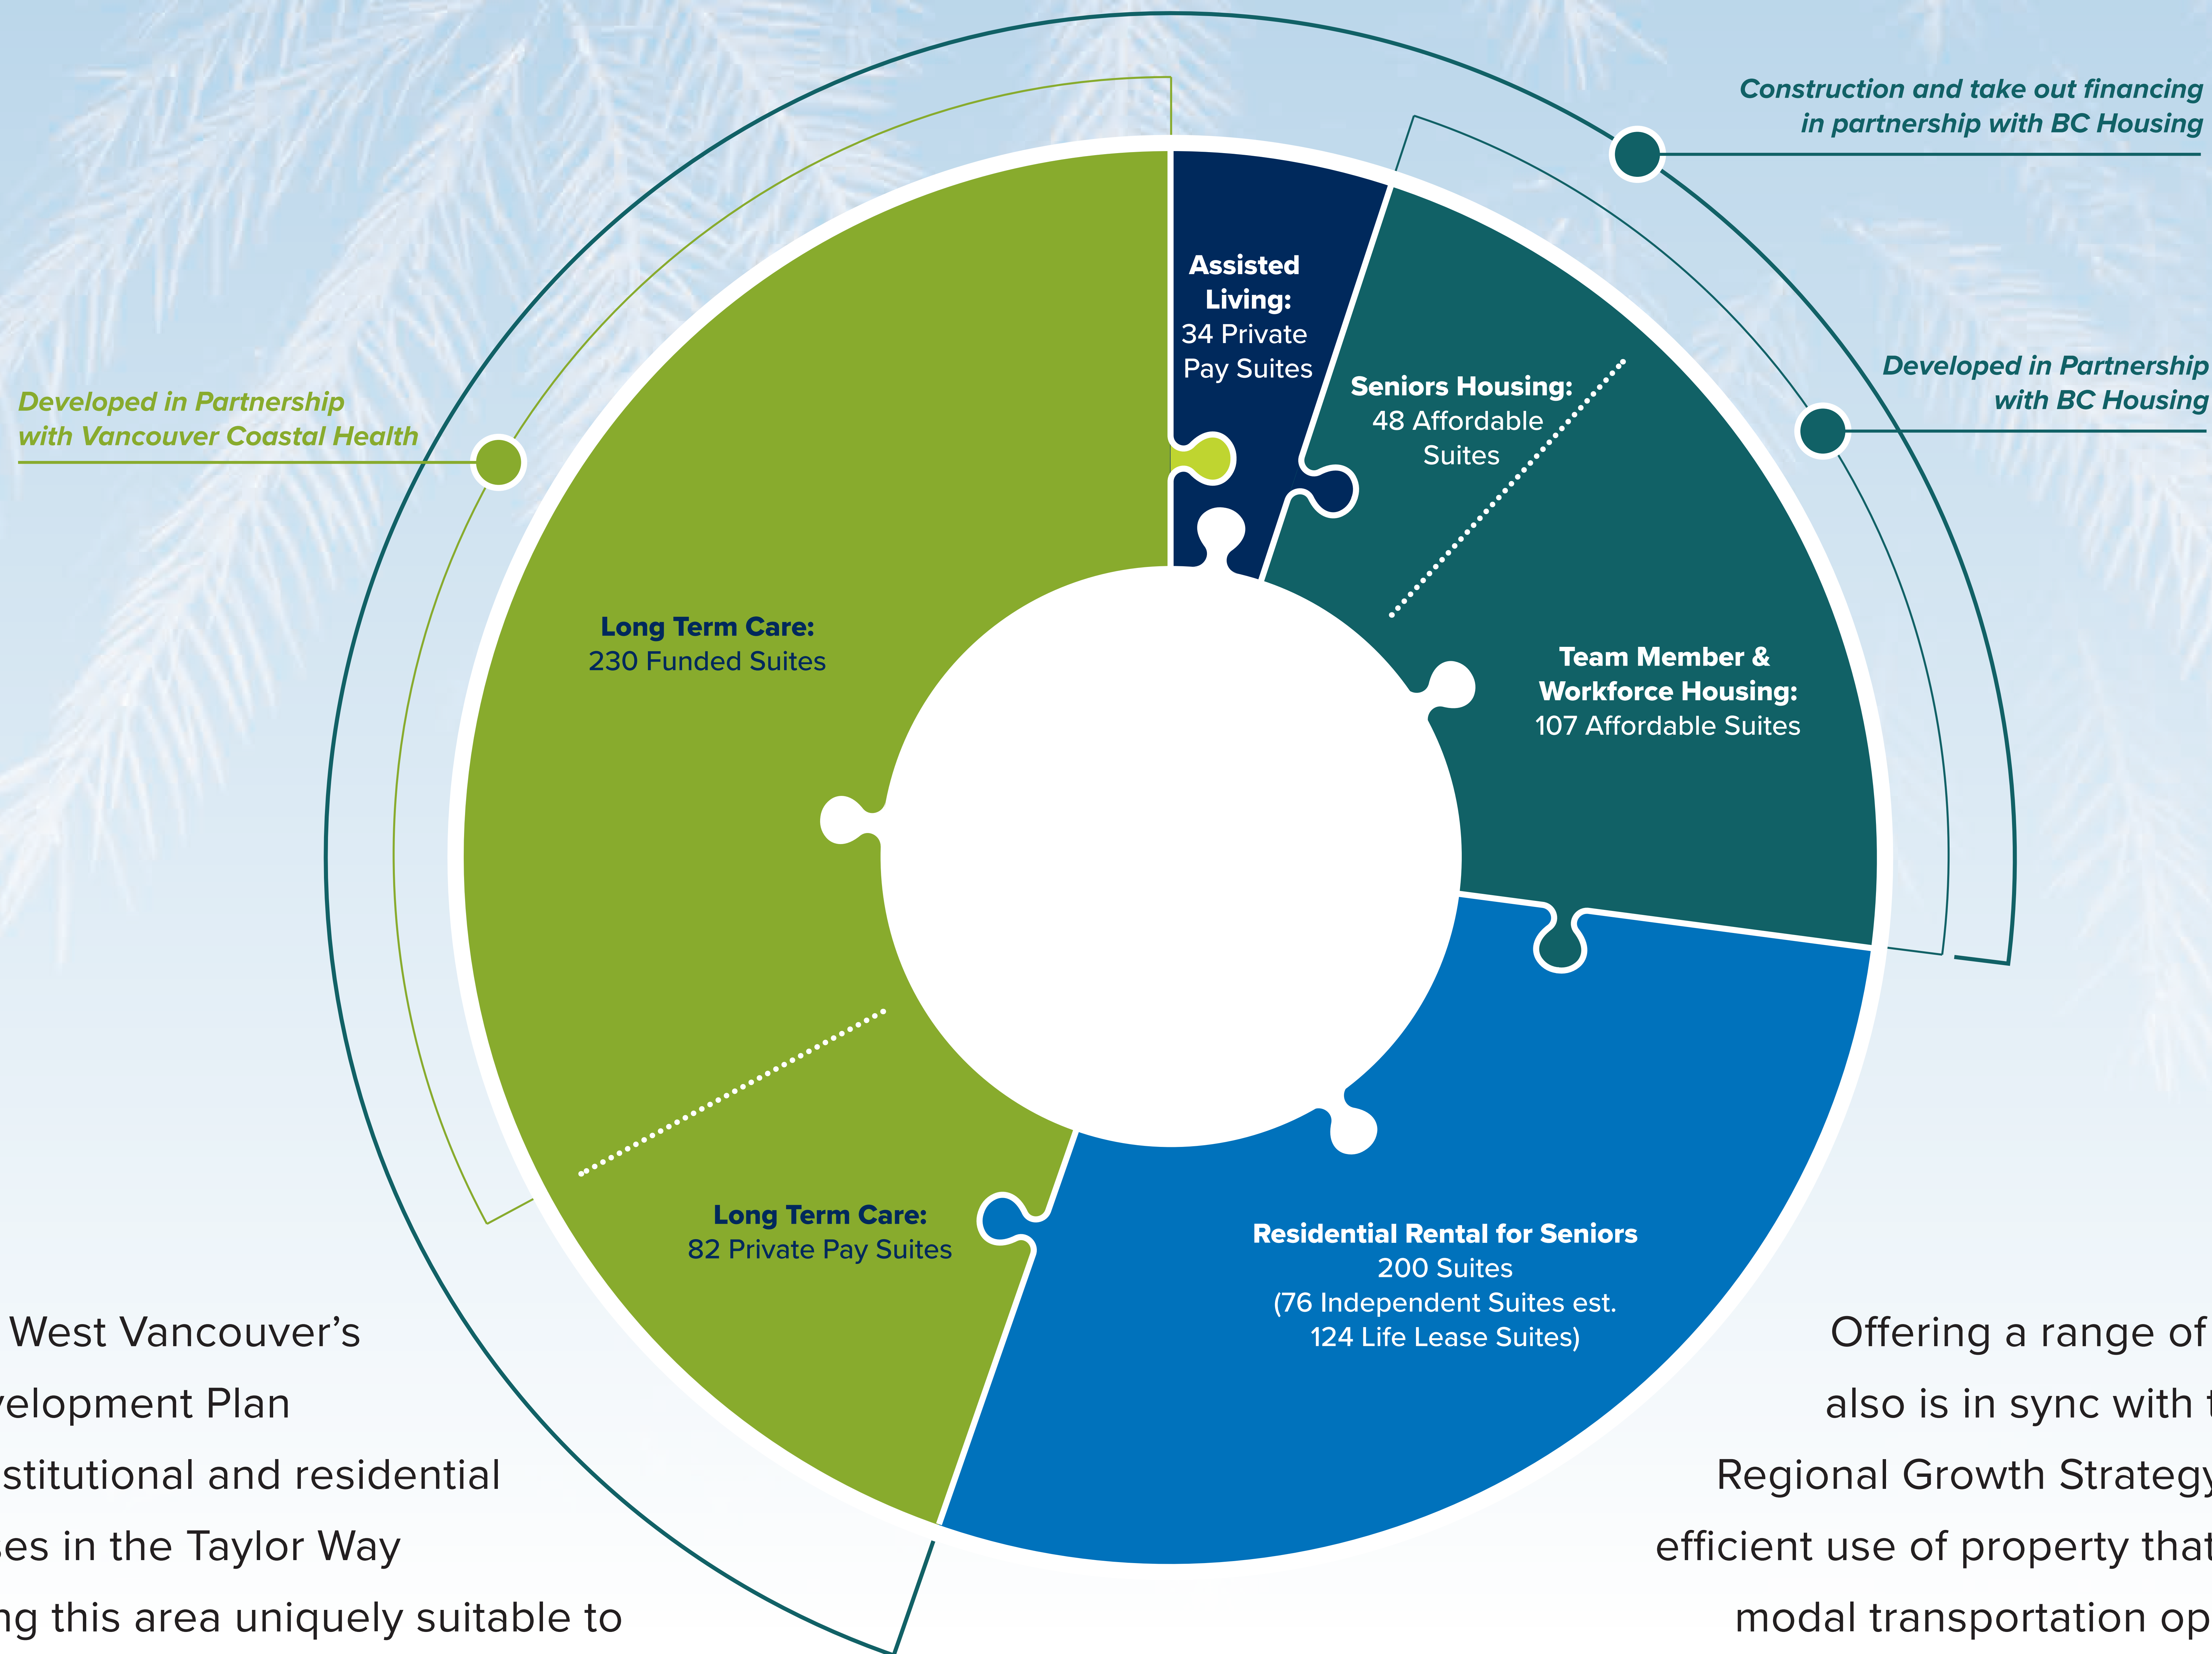 Construction and take out financing
in partnership with BC Housing
Developed in Partnership
with BC Housing
Developed in Partnership
with Vancouver Coastal Health
Assisted
Living:
34 Private
Pay Suites
Seniors Housing:
48 Affordable
Suites
Team Member &
Workforce Housing:
107 Affordable Suites
Long Term Care:
230 Funded Suites
Long Term Care:
82 Private Pay Suites
Residential Rental for Seniors
200 Suites
(76 Independent Suites est.
124 Life Lease Suites)
West Vancouver’s
Plan
and residential
in the Taylor Way
this area uniquely suitable to
Offering a range of
also is in sync with
Regional Growth Strategy
efficient use of property that
modal transportation